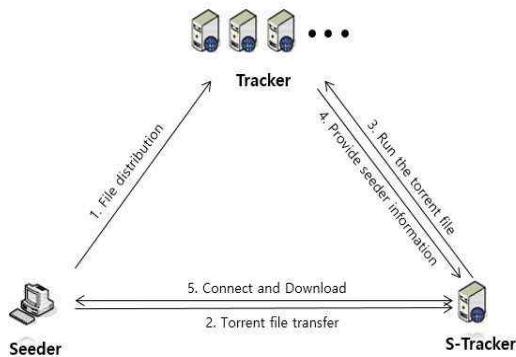 Tracker
1. File distribution
3. Run the torrent file
4. Provide seeder information
5. Connect and Download
2. Torrent file transfer
Seeder
S-Tracker